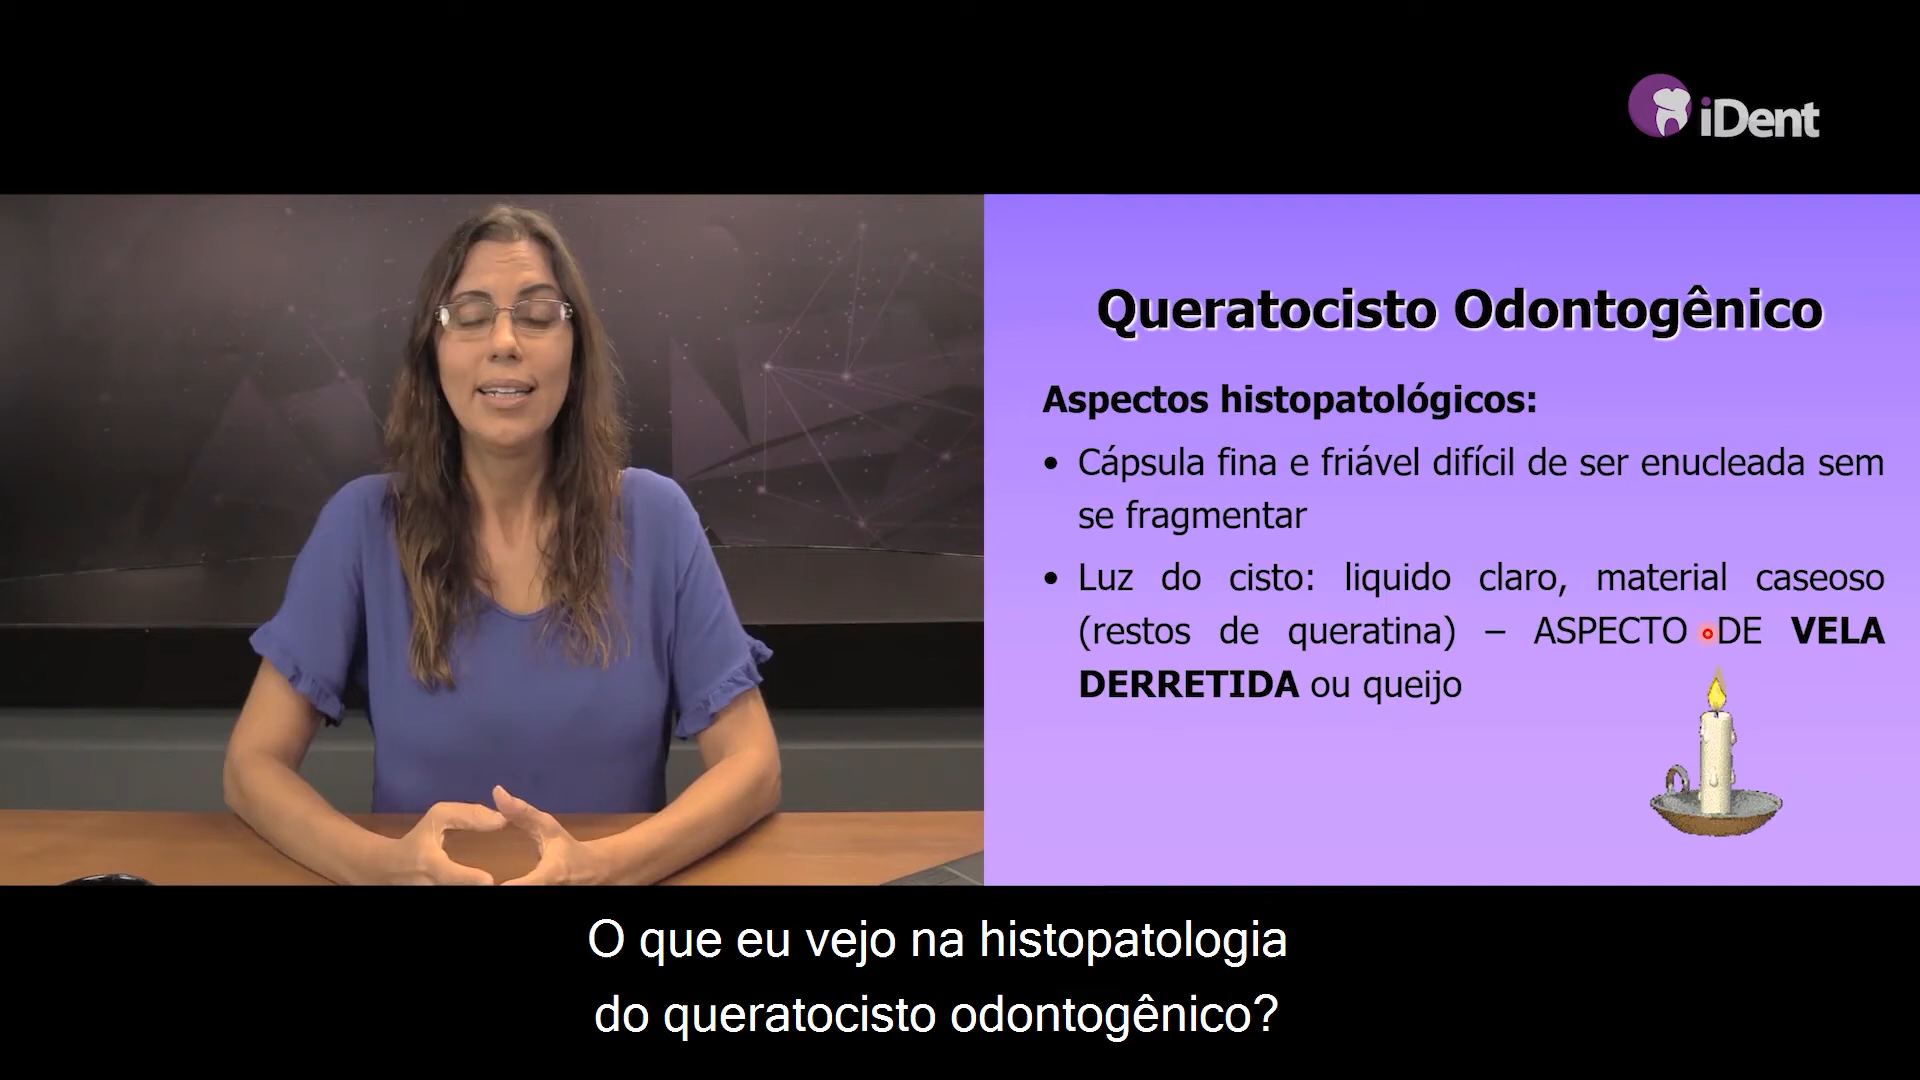 iDent
Queratocisto Odontogênico
Aspectos histopatológicos:
• Cápsula fina e friável difícil de ser enucleada sem
se fragmentar
• Luz do cisto: liquido claro, material caseoso
(restos de queratina) – ASPECTO DE VELA
DERRETIDA ou queijo
O que eu vejo na histopatologia
do queratocisto odontogênico?